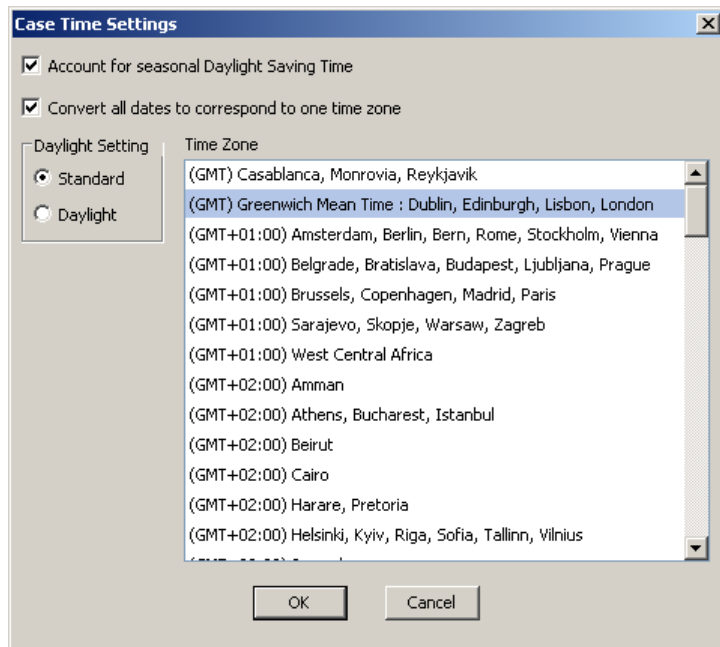 Case Time Settings
Account for seasonal Daylight Saving Time
Convert all dates to correspond to one time zone
Daylight Setting
Standard
Daylight
Time Zone
(GMT) Casablanca, Monrovia, Reykjavik
(GMT) Greenwich Mean Time : Dublin, Edinburgh, Lisbon, London
(GMT+01:00) Amsterdam, Berlin, Bern, Rome, Stockholm, Vienna
(GMT+01:00) Belgrade, Bratislava, Budapest, Ljubljana, Prague
(GMT+01:00) Brussels, Copenhagen, Madrid, Paris
(GMT+01:00) Sarajevo, Skopje, Warsaw, Zagreb
(GMT+01:00) West Central Africa
(GMT+02:00) Amman
(GMT+02:00) Athens, Bucharest, Istanbul
(GMT+02:00) Beirut
(GMT+02:00) Cairo
(GMT+02:00) Harare, Pretoria
(GMT+02:00) Helsinki, Kyiv, Riga, Sofia, Tallinn, Vilnius
OK
Cancel